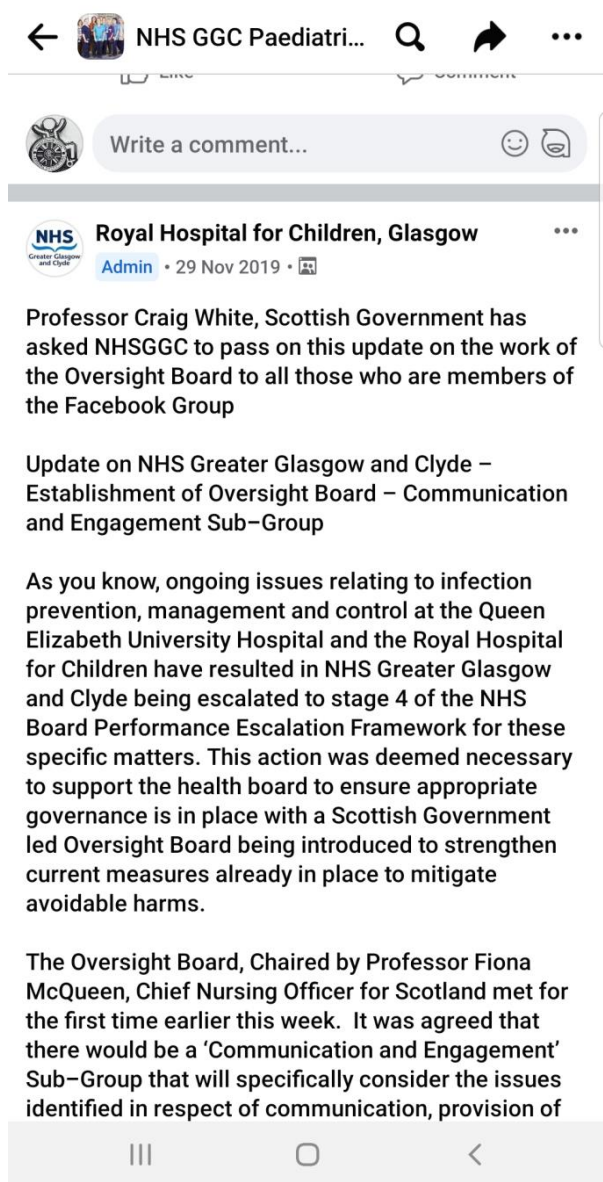 NHS GGC Paediatri...
Like Comment
Write a comment...
NHS
Greater Glasgow
and Clyde
Royal Hospital for Children, Glasgow
Admin • 29 Nov 2019 •
Professor Craig White, Scottish Government has
asked NHSGGC to pass on this update on the work of
the Oversight Board to all those who are members of
the Facebook Group
Update on NHS Greater Glasgow and Clyde –
Establishment of Oversight Board – Communication
and Engagement Sub–Group
As you know, ongoing issues relating to infection
prevention, management and control at the Queen
Elizabeth University Hospital and the Royal Hospital
for Children have resulted in NHS Greater Glasgow
and Clyde being escalated to stage 4 of the NHS
Board Performance Escalation Framework for these
specific matters. This action was deemed necessary
to support the health board to ensure appropriate
governance is in place with a Scottish Government
led Oversight Board being introduced to strengthen
current measures already in place to mitigate
avoidable harms.
The Oversight Board, Chaired by Professor Fiona
McQueen, Chief Nursing Officer for Scotland met for
the first time earlier this week.  It was agreed that
there would be a ‘Communication and Engagement’
Sub–Group that will specifically consider the issues
identified in respect of communication, provision of